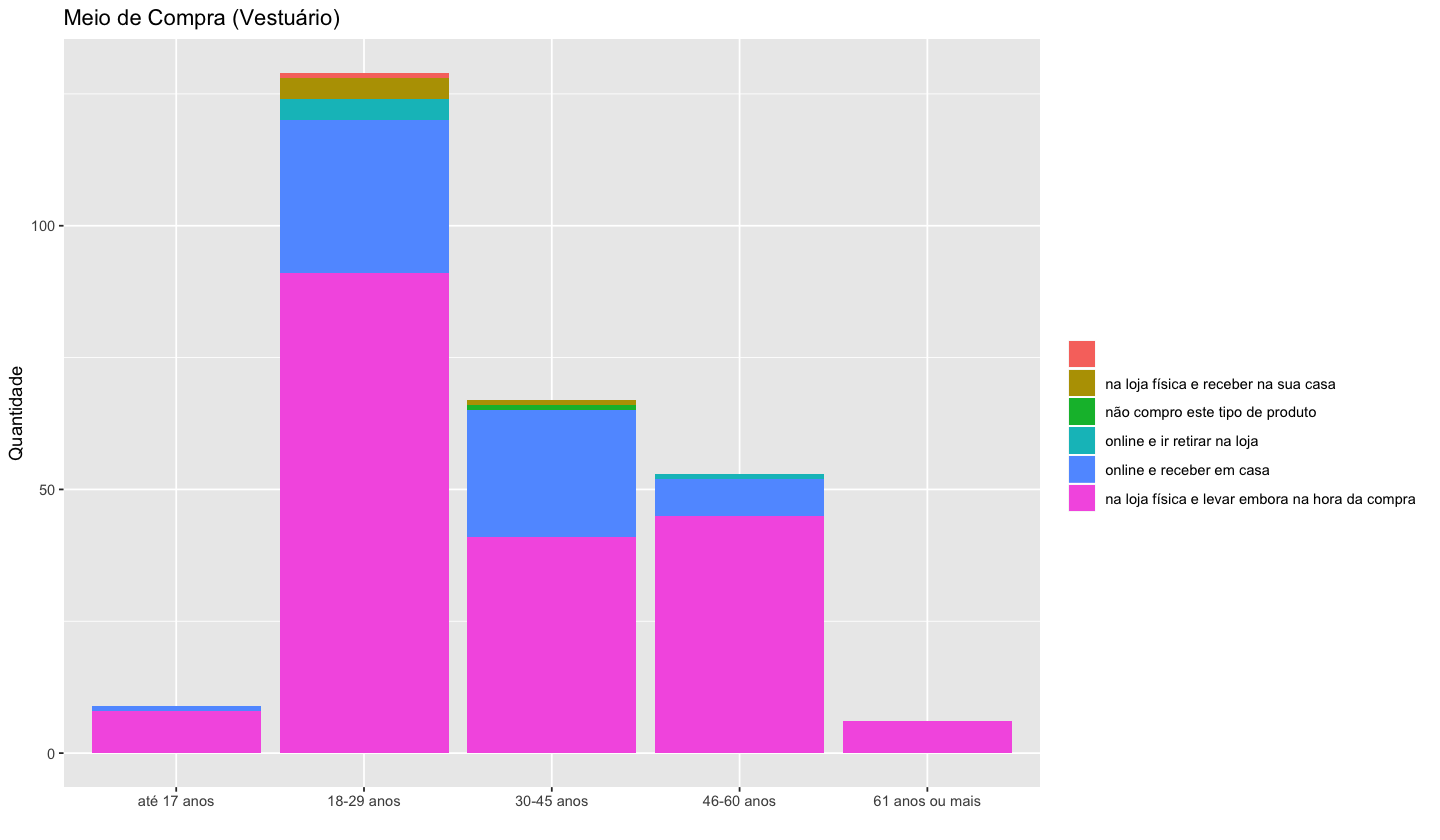 Meio de Compra (Vestuário)
Quantidade
100
50
0
até 17 anos
18-29 anos
30-45 anos
46-60 anos
61 anos ou mais
na loja física e receber na sua casa
não compro este tipo de produto
online e ir retirar na loja
online e receber em casa
na loja física e levar embora na hora da compra